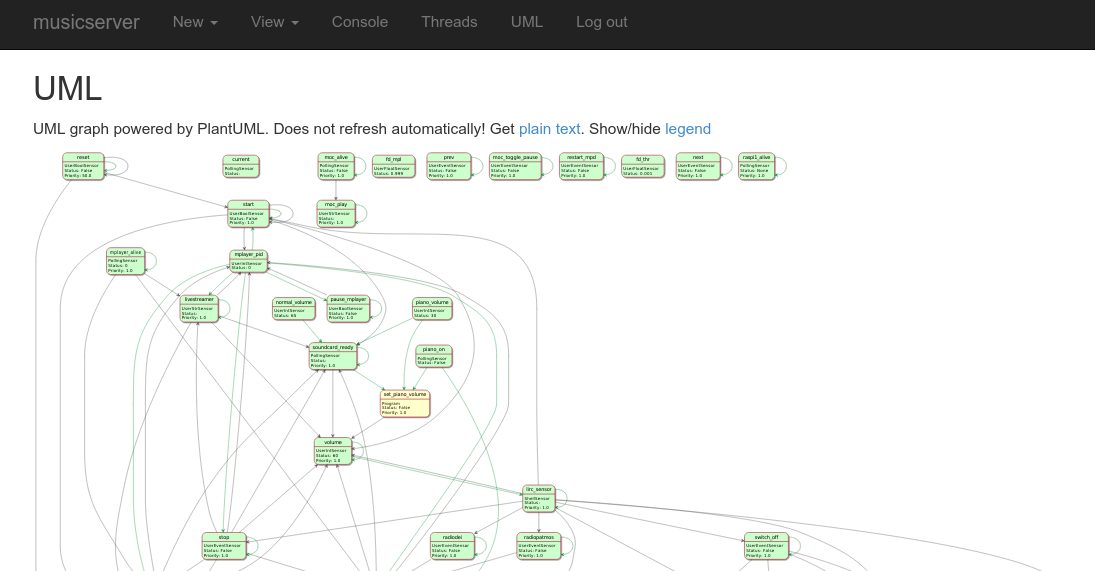 musicserver New View Console Threads UML Log out
UML
UML graph powered by PlantUML. Does not refresh automatically! Get plain text. Show/hide legend
reset
UserBoolSensor
Status: False
Priority: 50.0
current
PollingSensor
Status:
moc_alive
PollingSensor
Status: False
Priority: 1.0
fd_mpl
UserFloatSensor
Status: 0.999
prev
UserEventSensor
Status: False
Priority: 1.0
moc_toggle_pause
UserEventSensor
Status: False
Priority: 1.0
restart_mpd
UserEventSensor
Status: False
Priority: 1.0
fd_thr
UserFloatSensor
Status: 0.001
next
UserEventSensor
Status: False
Priority: 1.0
raspi1_alive
PollingSensor
Status: None
Priority: 1.0
start
UserBoolSensor
Status: False
Priority: 1.0
moc_play
UserStrSensor
Status:
Priority: 1.0
mplayer_alive
PollingSensor
Status: 0
Priority: 1.0
mplayer_pid
UserIntSensor
Status: 0
livestreamer
UserStrSensor
Status:
Priority: 1.0
normal_volume
UserIntSensor
Status: 65
pause_mplayer
UserBoolSensor
Status: False
Priority: 1.0
piano_volume
UserIntSensor
Status: 30
soundcard_ready
PollingSensor
Status:
Priority: 1.0
piano_on
PollingSensor
Status: False
set_piano_volume
Program
Status: False
Priority: 1.0
volume
UserIntSensor
Status: 60
Priority: 1.0
lirc_sensor
ShellSensor
Status:
Priority: 1.0
stop
UserEventSensor
Status: False
Priority: 1.0
radiodei
UserEventSensor
Status: False
Priority: 1.0
radiopatmos
UserEventSensor
Status: False
Priority: 1.0
switch_off
UserEventSensor
Status: False
Priority: 1.0